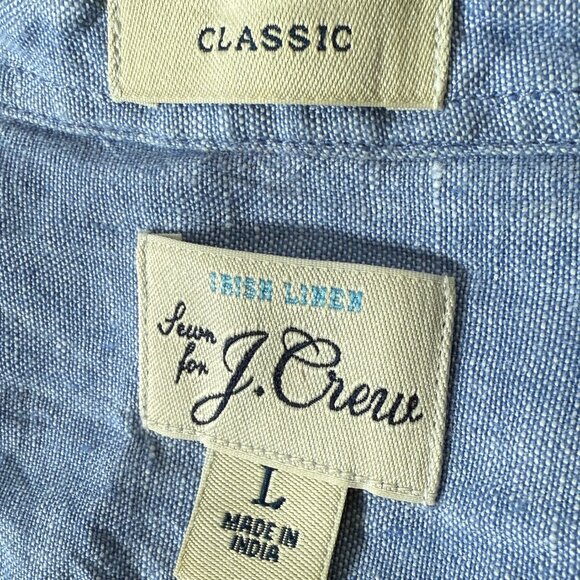 CLASSIC
IRISH LINEN
Sewn
for J.Crew
L
MADE IN
INDIA